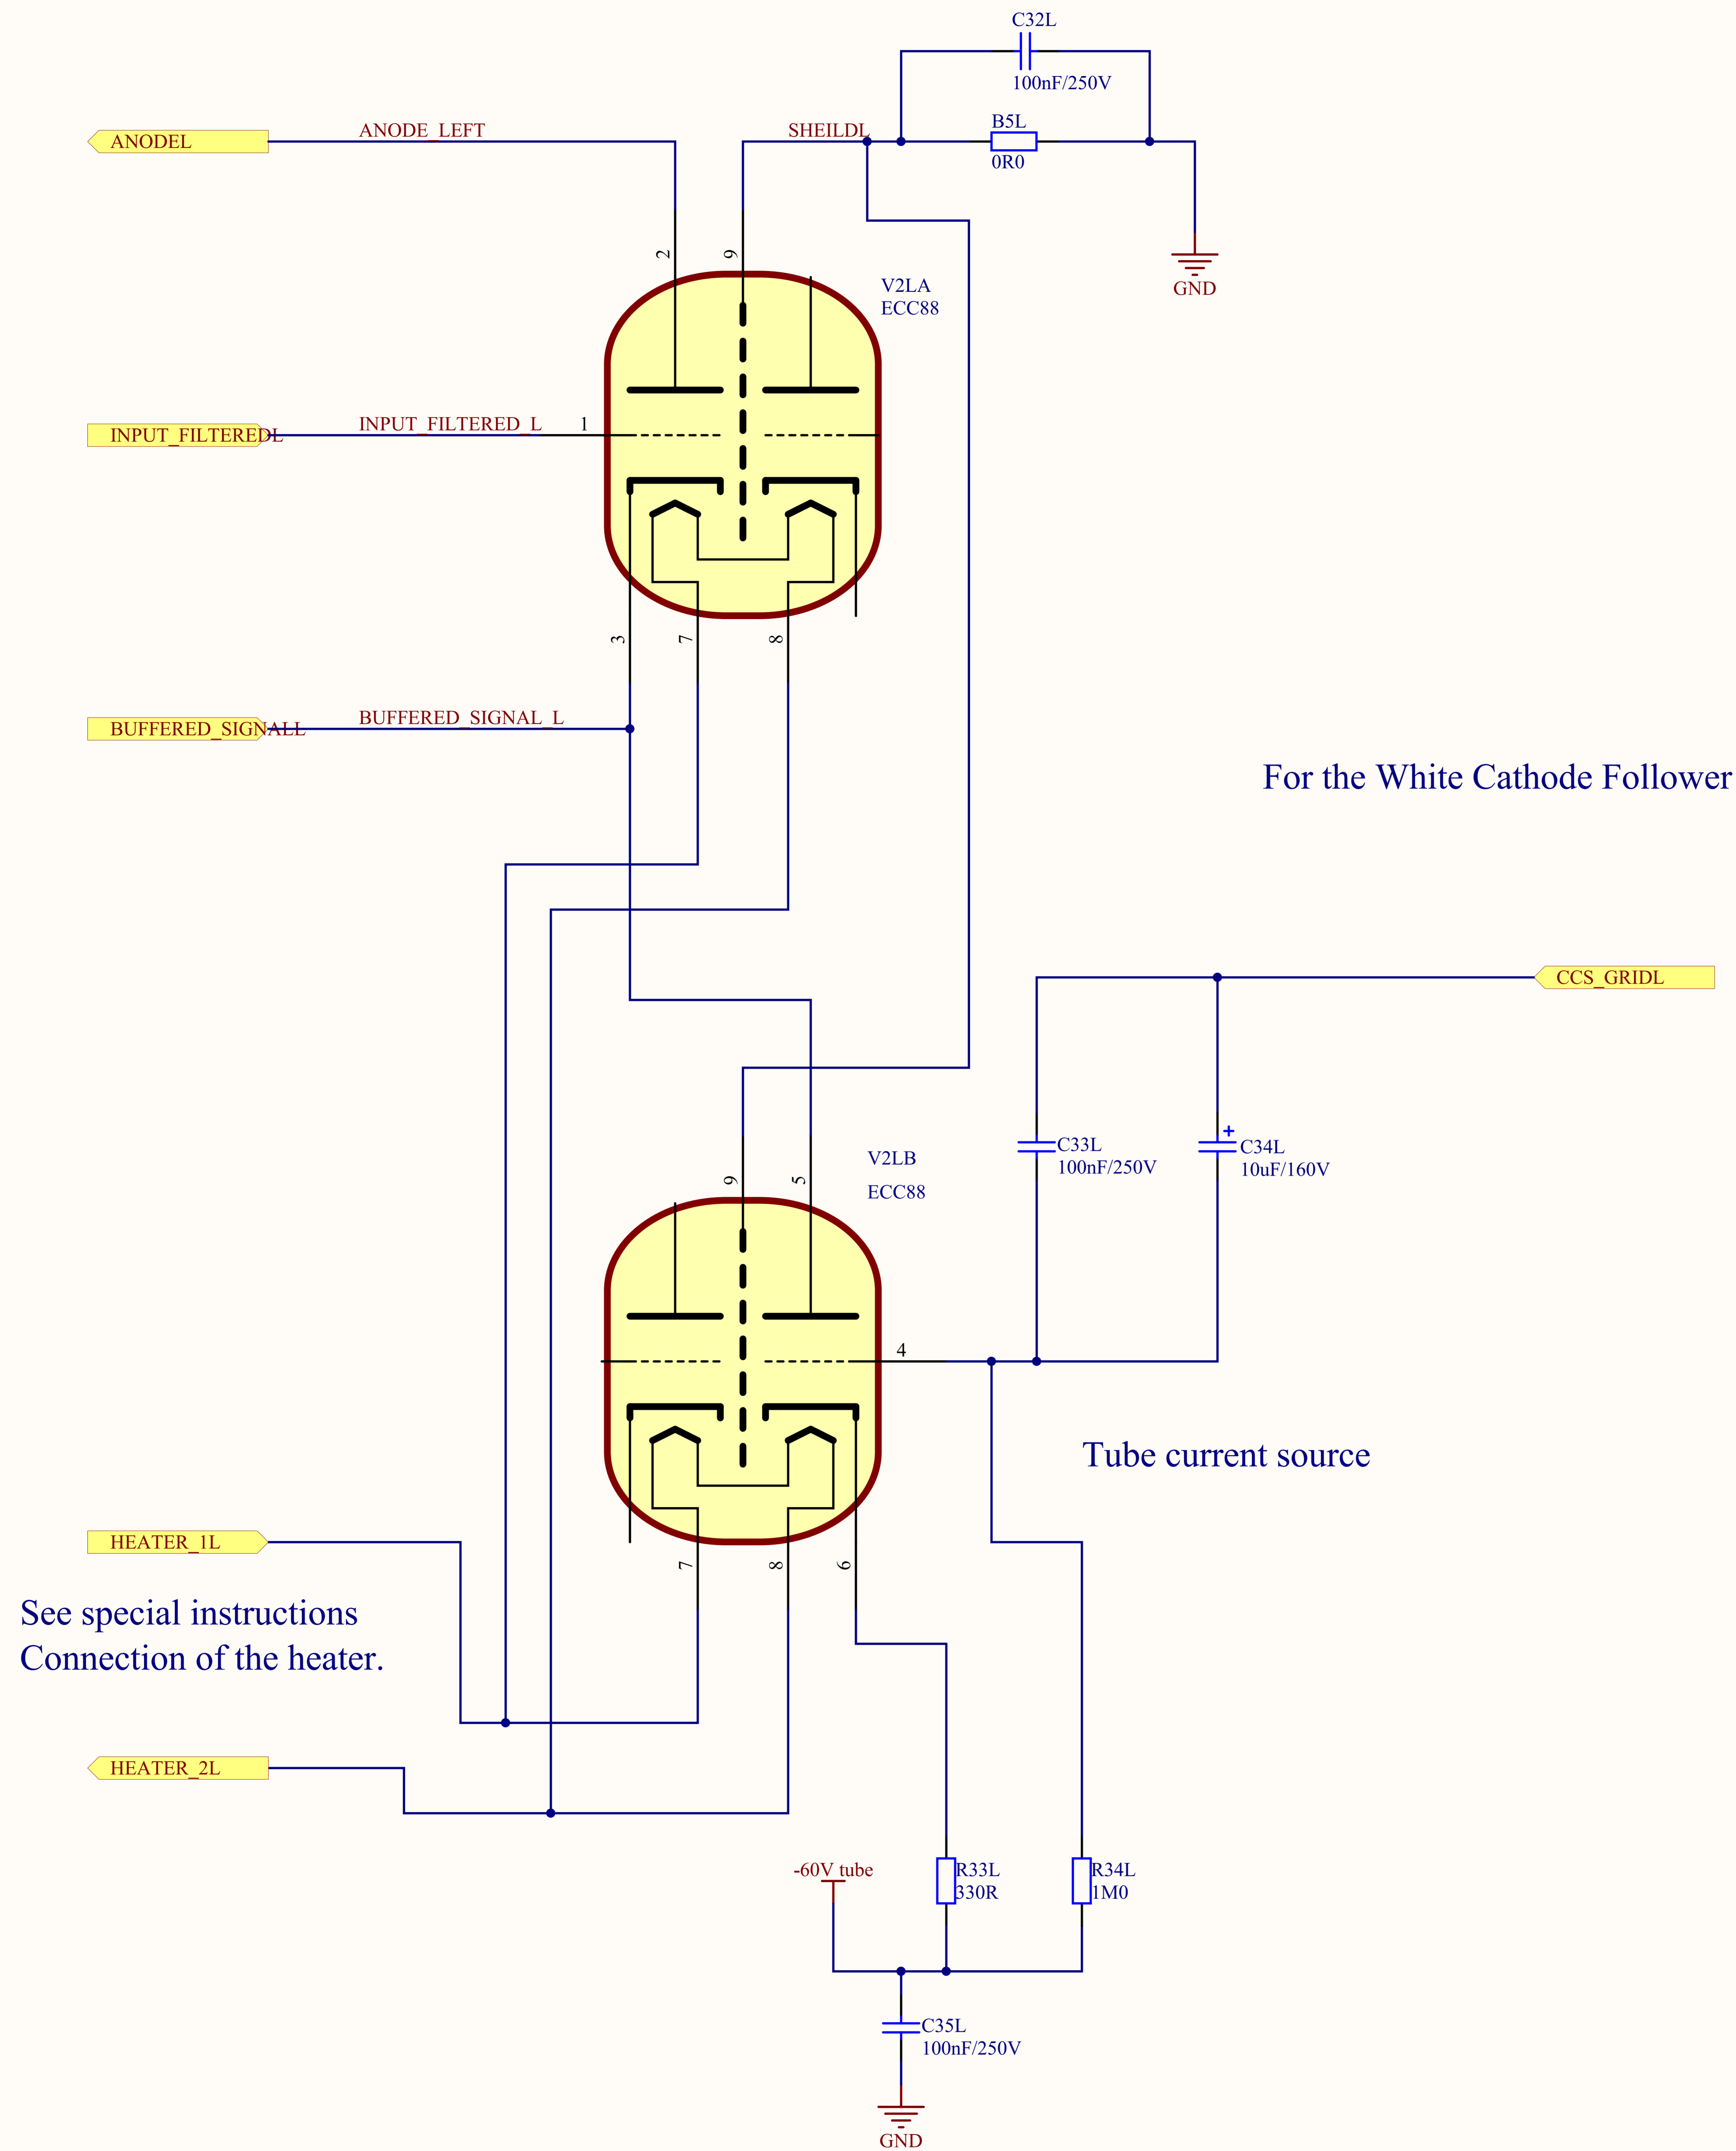 C32L
100nF/250V
ANODEL
ANODE_LEFT
SHEILDL
B5L
0R0
2
9
GND
V2LA
ECC88
INPUT_FILTEREDL
INPUT_FILTERED_L
1
3
7
8
BUFFERED_SIGNALL
BUFFERED_SIGNAL_L
For the White Cathode Follower
CCS_GRIDL
C33L
100nF/250V
+
C34L
10uF/160V
V2LB
ECC88
9
5
4
Tube current source
HEATER_1L
7
8
6
See special instructions
Connection of the heater.
HEATER_2L
-60V tube
R33L
330R
R34L
1M0
C35L
100nF/250V
GND